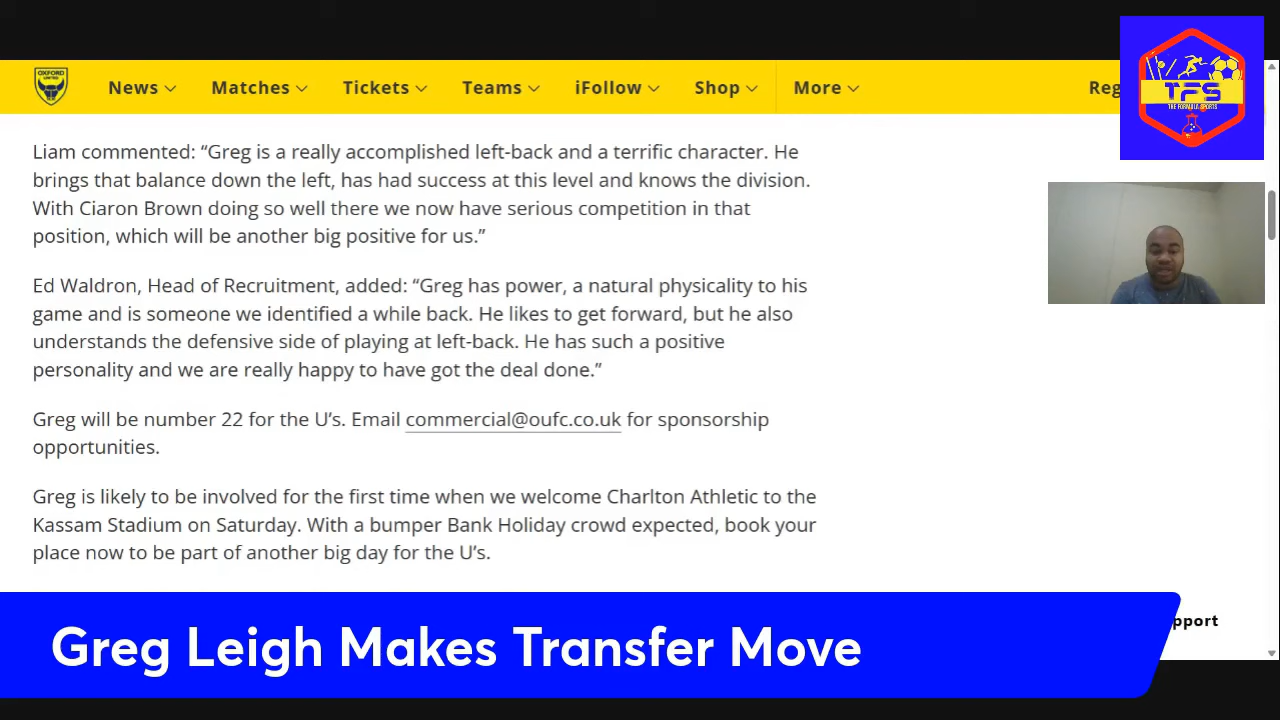 OXFORD
UNITED
News
Matches
Tickets
Teams
iFollow
Shop
More
Reg
TFS
THE FORMULA SPORTS
Liam commented: “Greg is a really accomplished left-back and a terrific character. He
brings that balance down the left, has had success at this level and knows the division.
With Ciaron Brown doing so well there we now have serious competition in that
position, which will be another big positive for us.”
Ed Waldron, Head of Recruitment, added: “Greg has power, a natural physicality to his
game and is someone we identified a while back. He likes to get forward, but he also
understands the defensive side of playing at left-back. He has such a positive
personality and we are really happy to have got the deal done.”
Greg will be number 22 for the U’s. Email commercial@oufc.co.uk for sponsorship
opportunities.
Greg is likely to be involved for the first time when we welcome Charlton Athletic to the
Kassam Stadium on Saturday. With a bumper Bank Holiday crowd expected, book your
place now to be part of another big day for the U’s.
pport
Greg Leigh Makes Transfer Move